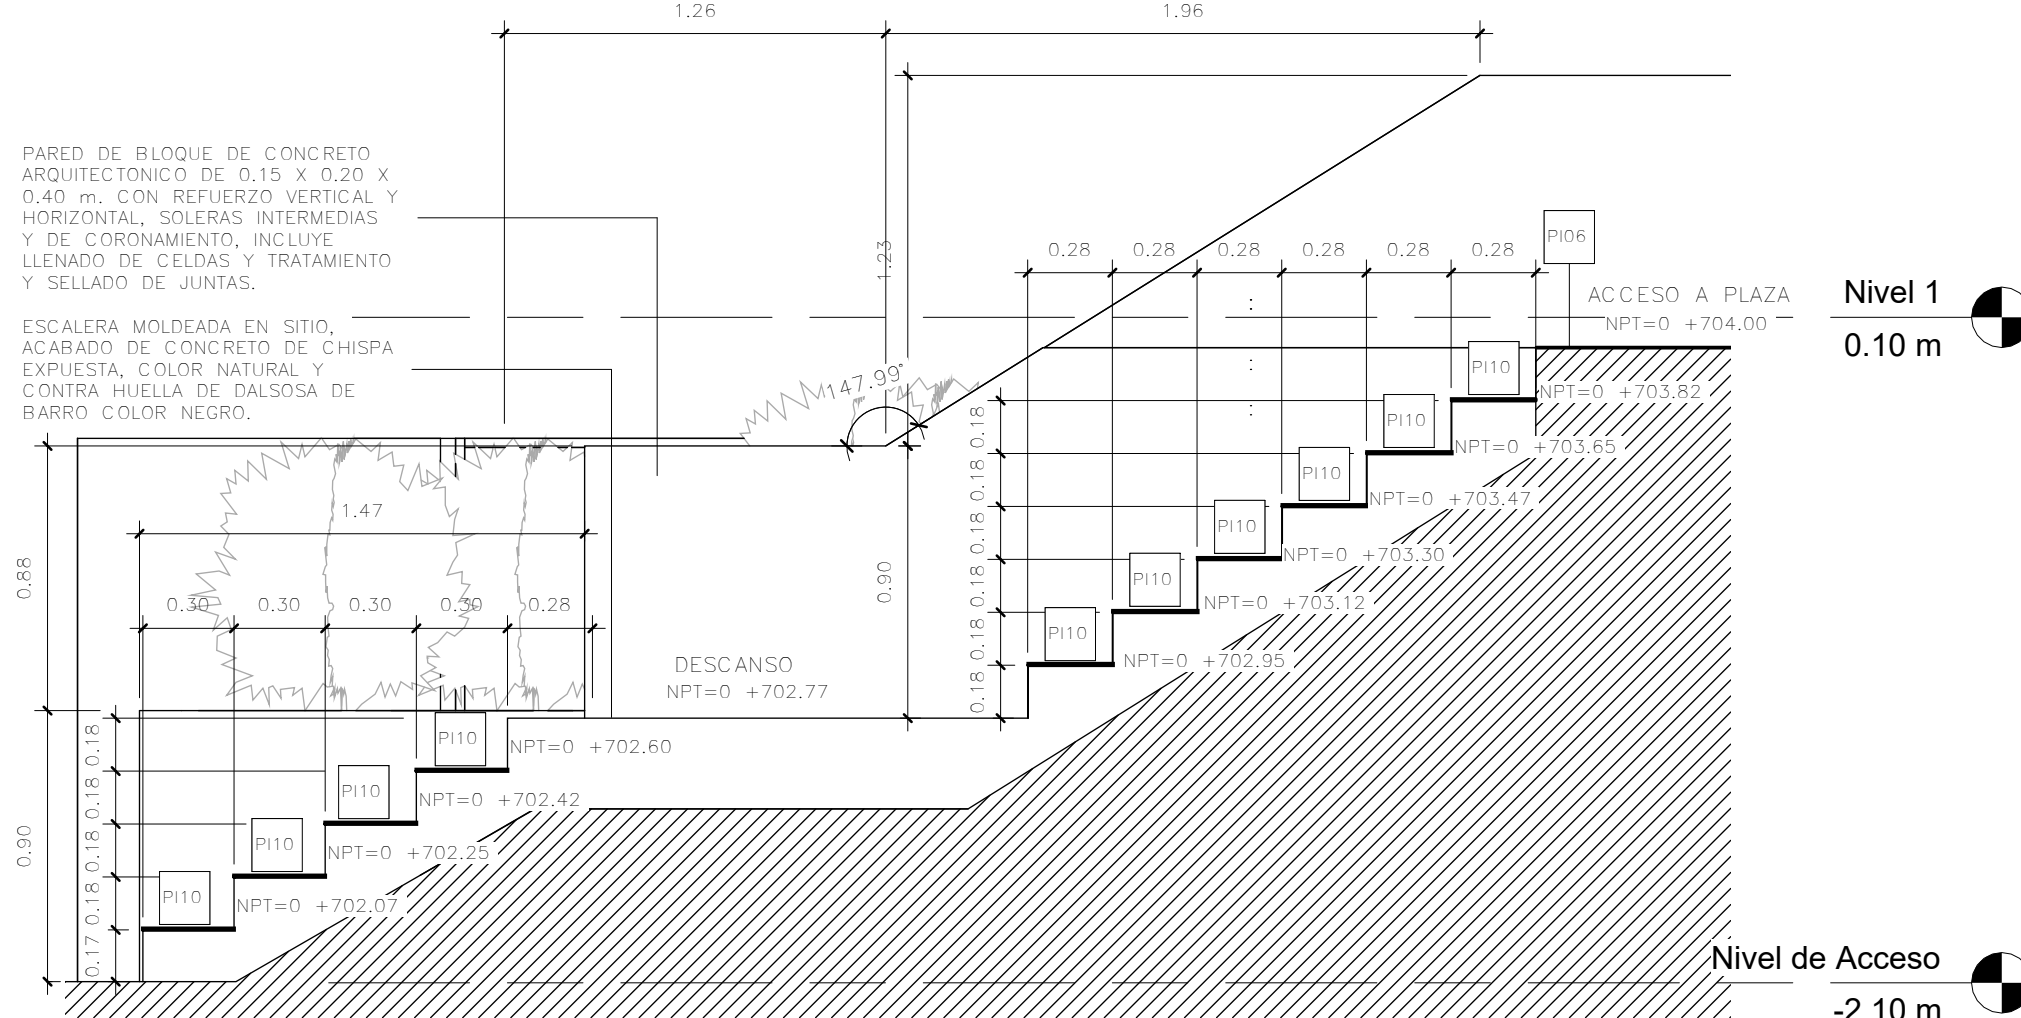 1.26
1.96
PARED DE BLOQUE DE CONCRETO
ARQUITECTONICO DE 0.15 X 0.20 X
0.40 m. CON REFUERZO VERTICAL Y
HORIZONTAL, SOLERAS INTERMEDIAS
Y DE CORONAMIENTO, INCLUYE
LLENADO DE CELDAS Y TRATAMIENTO
Y SELLADO DE JUNTAS.
ESCALERA MOLDEADA EN SITIO,
ACABADO DE CONCRETO DE CHISPA
EXPUESTA, COLOR NATURAL Y
CONTRA HUELLA DE DALSOSA DE
BARRO COLOR NEGRO.
1.23
147.99°
0.28
0.28
0.28
0.28
0.28
0.28
PI06
ACCESO A PLAZA
NPT=0 +704.00
Nivel 1
0.10 m
PI10
NPT=0 +703.82
PI10
NPT=0 +703.65
PI10
NPT=0 +703.47
PI10
NPT=0 +703.30
PI10
NPT=0 +703.12
PI10
NPT=0 +702.95
0.18
0.18
0.18
0.18
0.18
0.18
0.90
1.47
0.88
0.30
0.30
0.30
0.30
0.28
DESCANSO
NPT=0 +702.77
PI10
NPT=0 +702.60
PI10
NPT=0 +702.42
PI10
NPT=0 +702.25
PI10
NPT=0 +702.07
0.18
0.18
0.18
0.18
0.17
0.90
Nivel de Acceso
-2.10 m